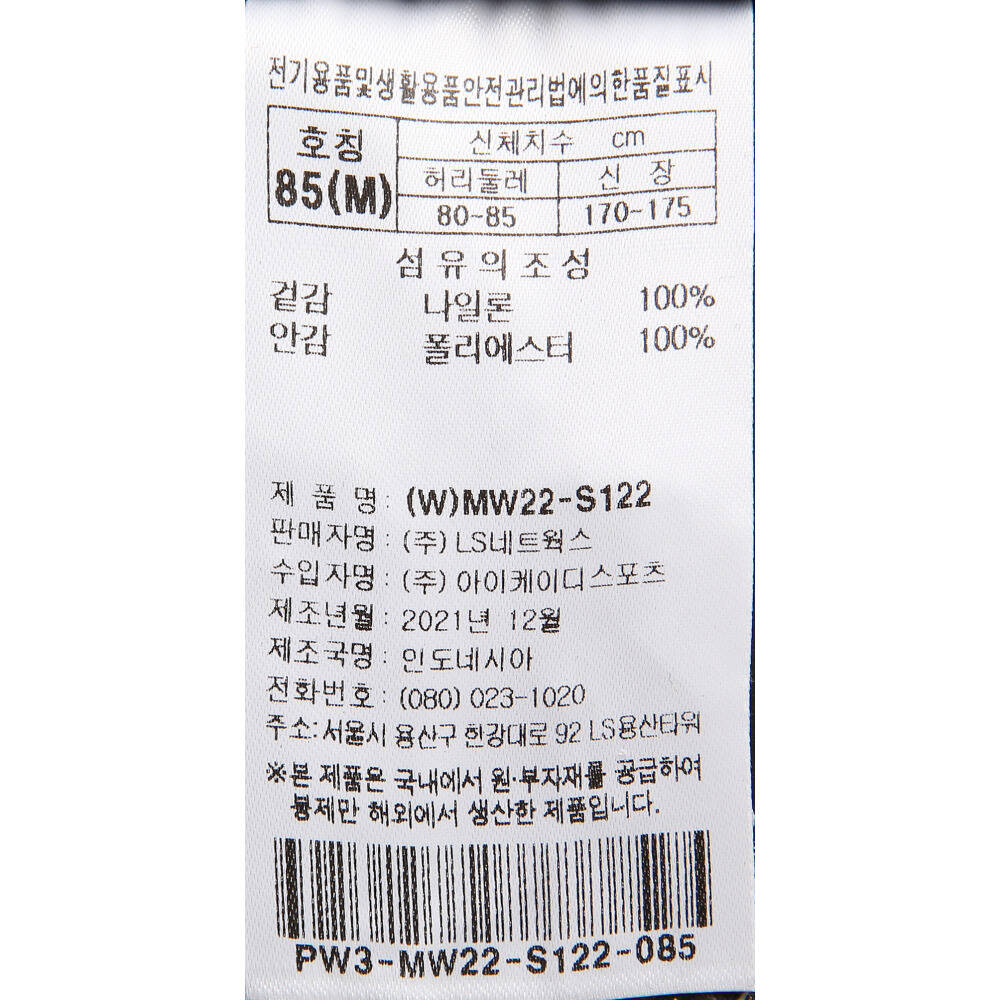 전기용품및생활용품안전관리법에의한품질표시
호칭
85(M)
신체치수 cm
허리둘레 신 장
80-85 170-175
섬유의조성
겉감 나일론 100%
안감 폴리에스터 100%
제 품 명 : (W)MW22-S122
판매자명 : (주) LS네트웍스
수입자명 : (주) 아이케이디스포츠
제조년월 : 2021년 12월
제조국명 : 인도네시아
전화번호 : (080) 023-1020
주소: 서울시 용산구 한강대로 92 LS용산타워
※본 제품은 국내에서 원·부자재를 공급하여
봉제만 해외에서 생산한 제품입니다.
PW3-MW22-S122-085